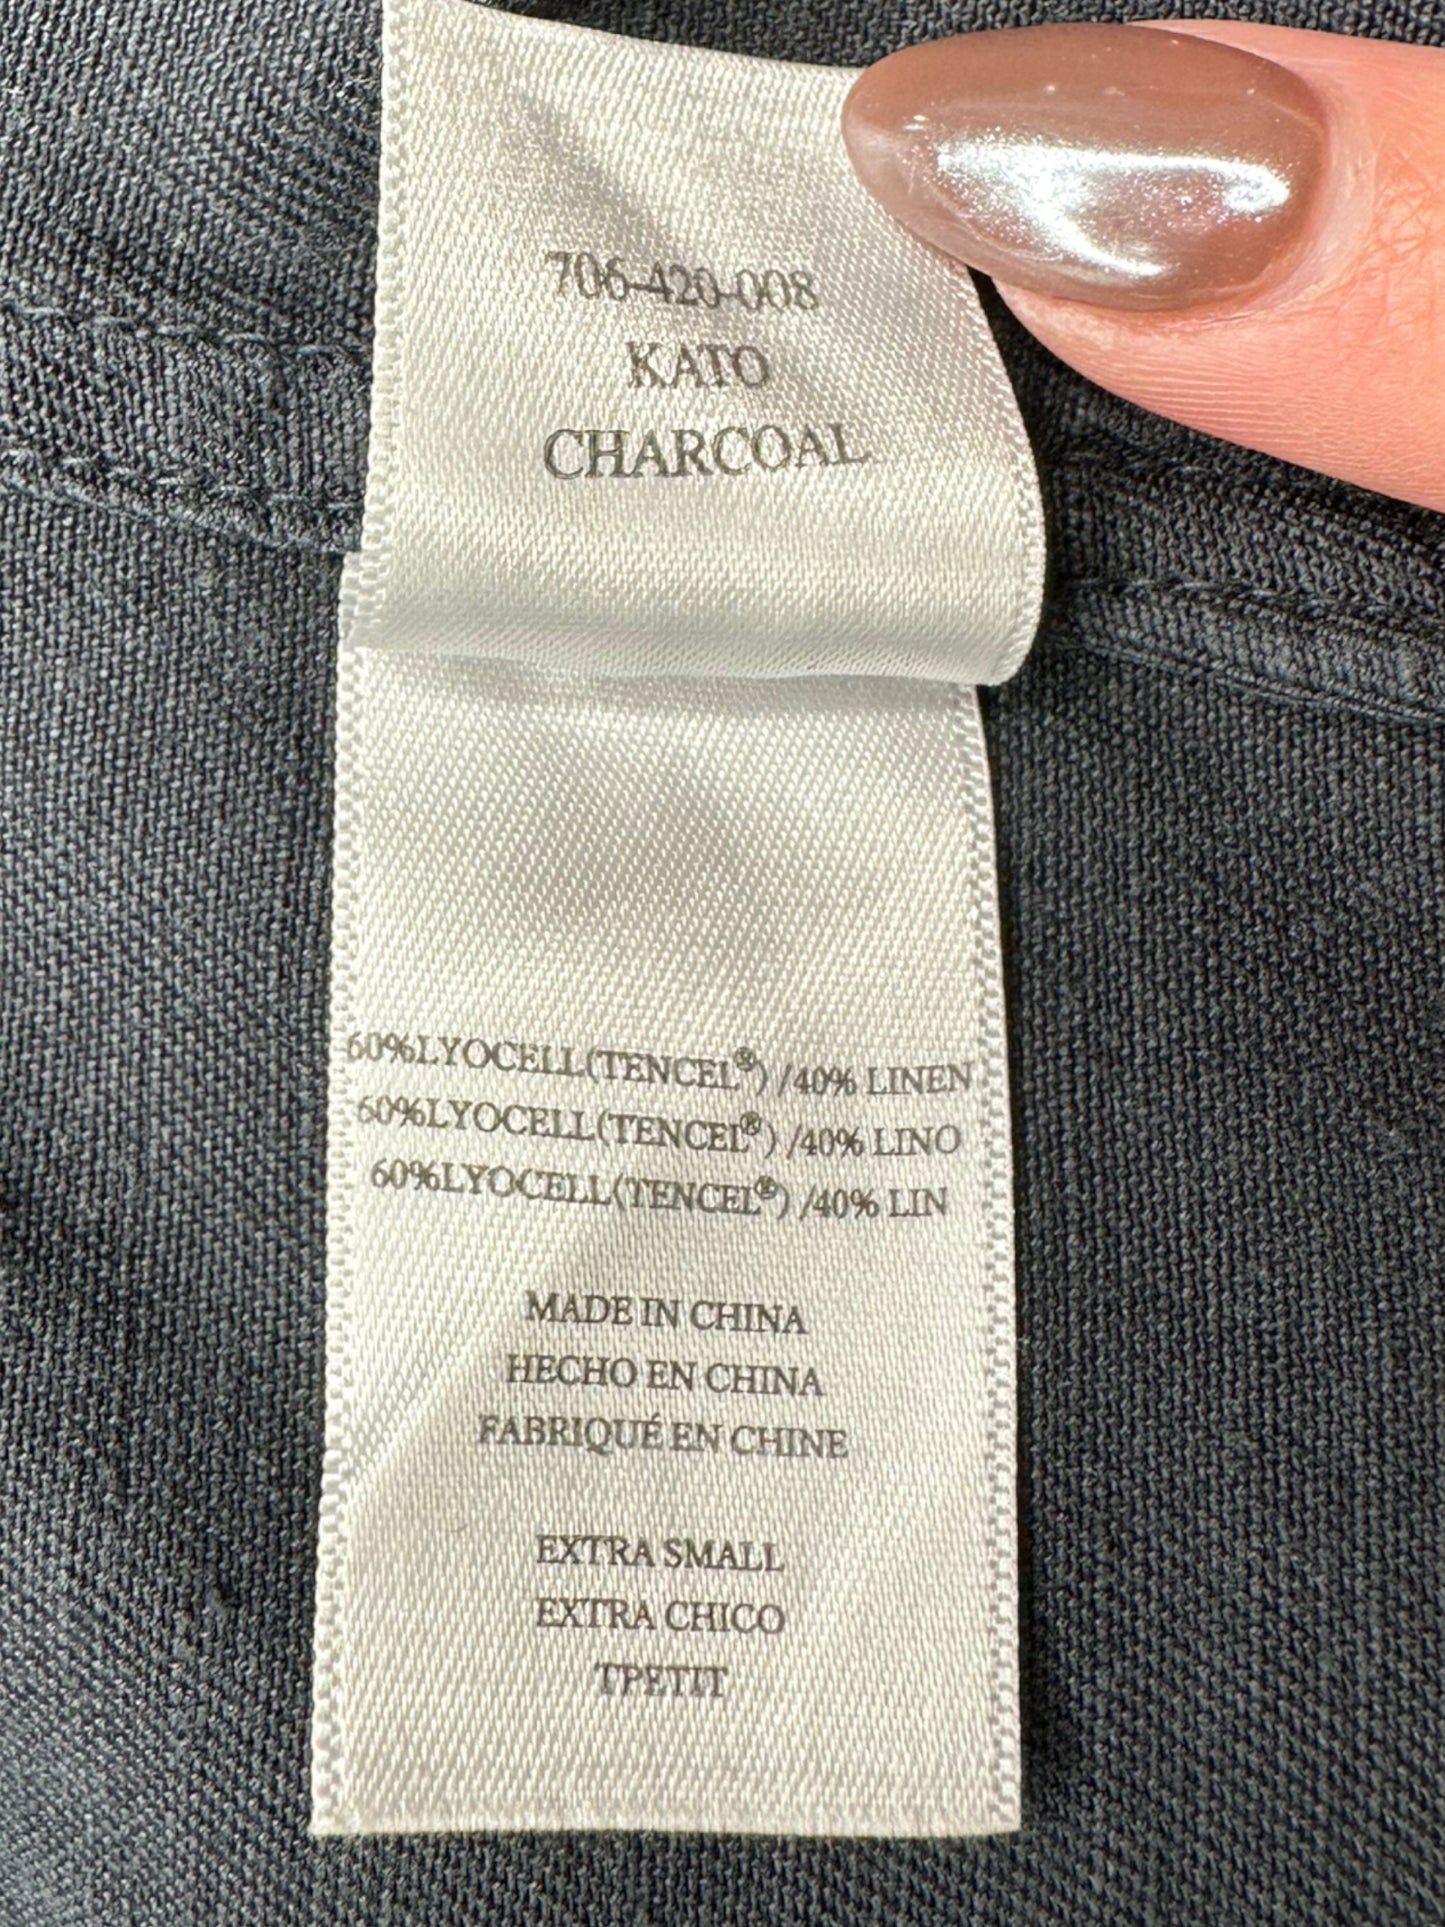 706-420-008
KATO
CHARCOAL
60%LYOCELL(TENCEL®) /40% LINEN
60%LYOCELL(TENCEL®) /40% LINO
60%LYOCELL(TENCEL®) /40% LIN
MADE IN CHINA
HECHO EN CHINA
FABRIQUÉ EN CHINE
EXTRA SMALL
EXTRA CHICO
TPETIT